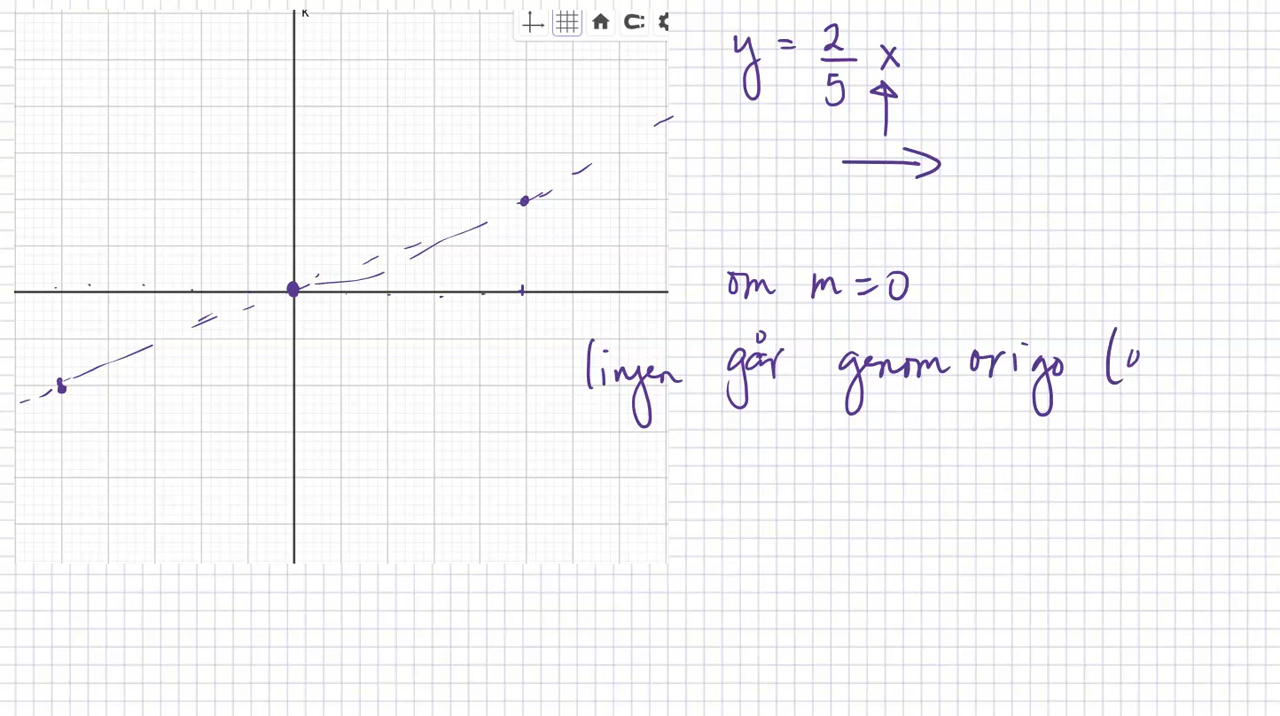 K
y = 2/5 x
om m = 0
linjen går genom origo (0